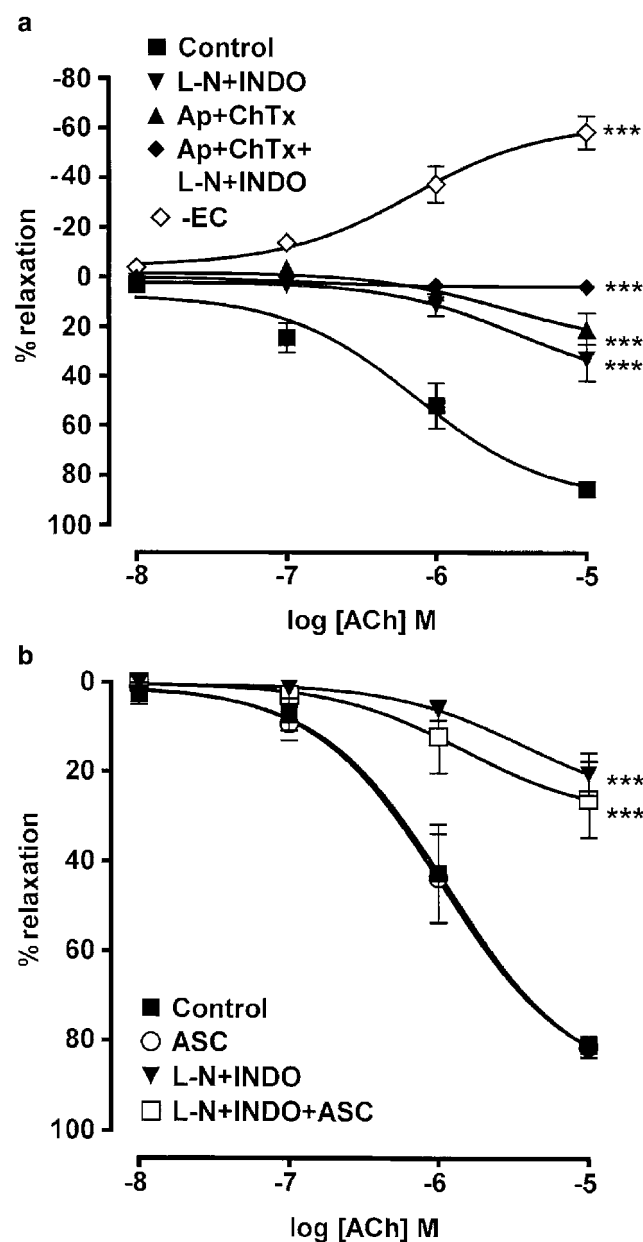 a
Control
L-N+INDO
Ap+ChTx
Ap+ChTx+
L-N+INDO
-EC
-80
-60
-40
-20
0
20
40
60
80
100
% relaxation
***
***
***
***
-8
-7
-6
-5
log [ACh] M
b
0
20
40
60
80
100
% relaxation
***
***
Control
ASC
L-N+INDO
L-N+INDO+ASC
-8
-7
-6
-5
log [ACh] M